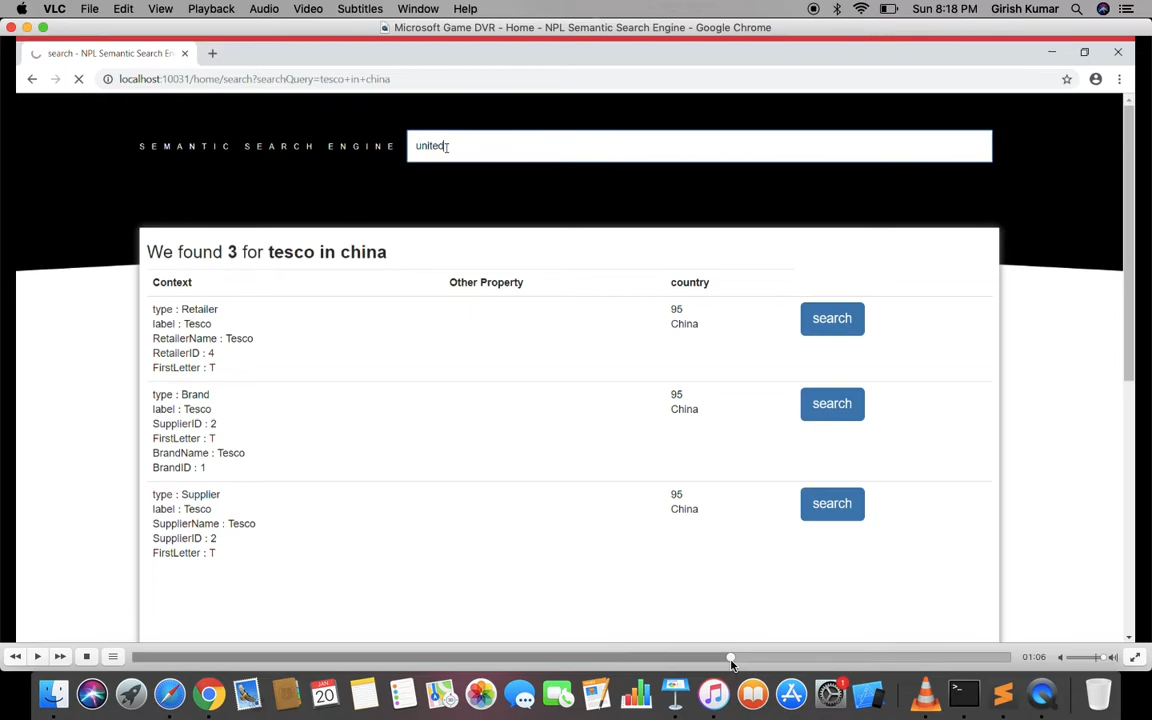 VLC File Edit View Playback Audio Video Subtitles Window Help Sun 8:18 PM Girish Kumar
Microsoft Game DVR - Home - NPL Semantic Search Engine - Google Chrome
search - NPL Semantic Search En
localhost:10031/home/search?searchQuery=tesco+in+china
SEMANTIC SEARCH ENGINE united
We found 3 for tesco in china
Context Other Property country
type : Retailer 95 search
label : Tesco China
RetailerName : Tesco
RetailerID : 4
FirstLetter : T
type : Brand 95 search
label : Tesco China
SupplierID : 2
FirstLetter : T
BrandName : Tesco
BrandID : 1
type : Supplier 95 search
label : Tesco China
SupplierName : Tesco
SupplierID : 2
FirstLetter : T
01:06
JAN
20
1